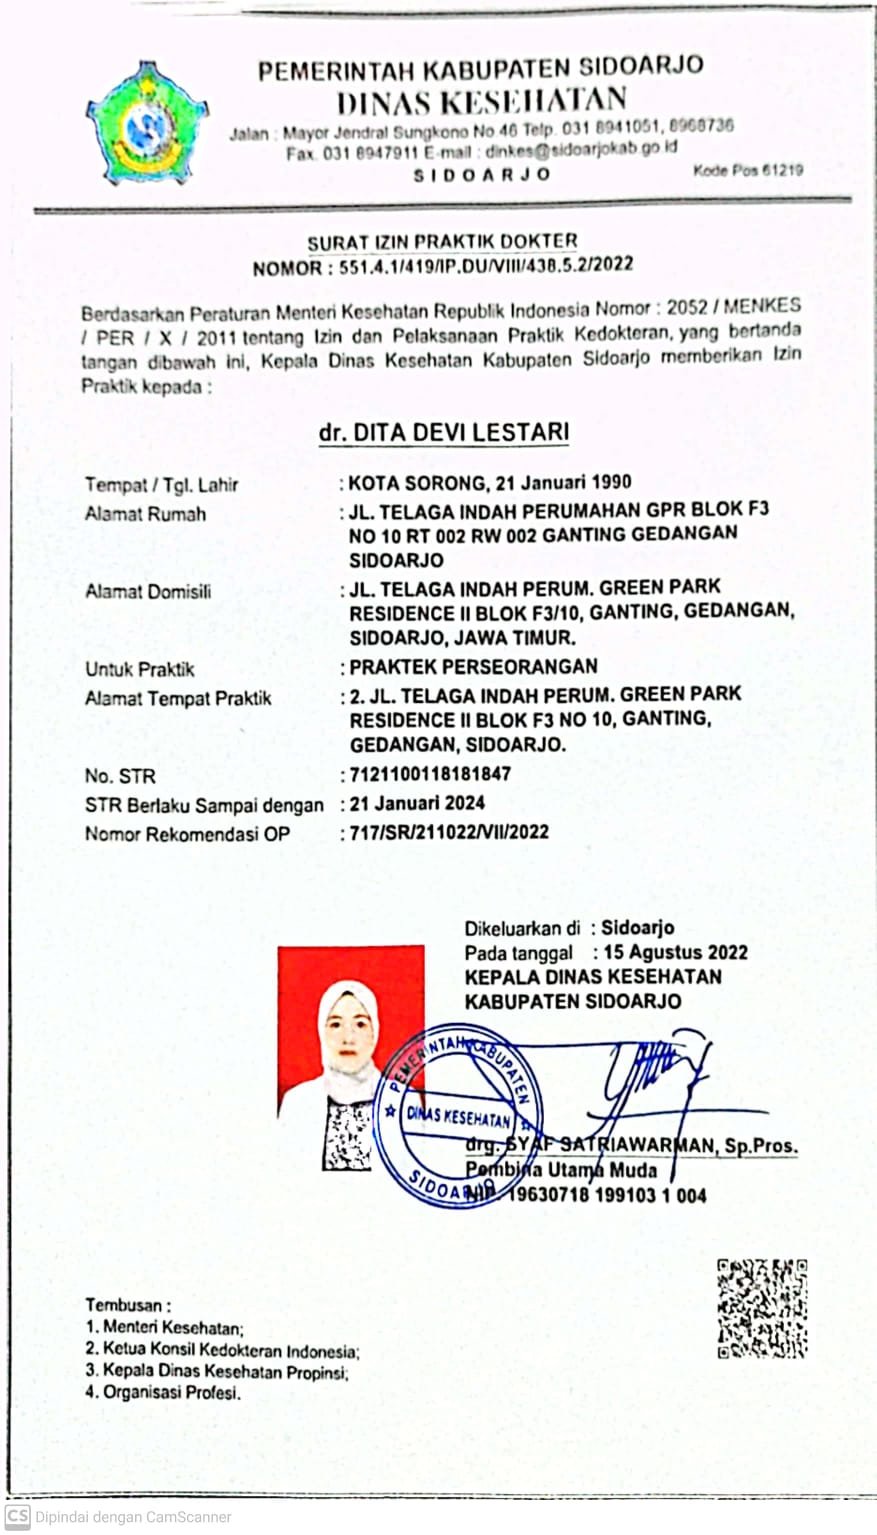 PEMERINTAH KABUPATEN SIDOARJO
DINAS KESEHATAN
Jalan : Mayor Jendral Sungkono No 46 Telp. 031 8941051, 8968736
Fax. 031 8947911 E-mail : dinkes@sidoarjokab.go.id
SIDOARJO
Kode Pos 61219
SURAT IZIN PRAKTIK DOKTER
NOMOR : 551.4.1/419/IP.DU/VIII/438.5.2/2022
Berdasarkan Peraturan Menteri Kesehatan Republik Indonesia Nomor : 2052 / MENKES
/ PER / X / 2011 tentang Izin dan Pelaksanaan Praktik Kedokteran, yang bertanda
tangan dibawah ini, Kepala Dinas Kesehatan Kabupaten Sidoarjo memberikan Izin
Praktik kepada :
dr. DITA DEVI LESTARI
Tempat / Tgl. Lahir : KOTA SORONG, 21 Januari 1990
Alamat Rumah : JL. TELAGA INDAH PERUMAHAN GPR BLOK F3
NO 10 RT 002 RW 002 GANTING GEDANGAN
SIDOARJO
Alamat Domisili : JL. TELAGA INDAH PERUM. GREEN PARK
RESIDENCE II BLOK F3/10, GANTING, GEDANGAN,
SIDOARJO, JAWA TIMUR.
Untuk Praktik : PRAKTEK PERSEORANGAN
Alamat Tempat Praktik : 2. JL. TELAGA INDAH PERUM. GREEN PARK
RESIDENCE II BLOK F3 NO 10, GANTING,
GEDANGAN, SIDOARJO.
No. STR : 7121100118181847
STR Berlaku Sampai dengan : 21 Januari 2024
Nomor Rekomendasi OP : 717/SR/211022/VII/2022
Dikeluarkan di : Sidoarjo
Pada tanggal : 15 Agustus 2022
KEPALA DINAS KESEHATAN
KABUPATEN SIDOARJO
PEMERINTAH KABUPATEN
DINAS KESEHATAN
SIDOARJO
drg. SYAF SATRIAWARMAN, Sp.Pros.
Pembina Utama Muda
NIP. 19630718 199103 1 004
Tembusan :
1. Menteri Kesehatan;
2. Ketua Konsil Kedokteran Indonesia;
3. Kepala Dinas Kesehatan Propinsi;
4. Organisasi Profesi.
CS Dipindai dengan CamScanner